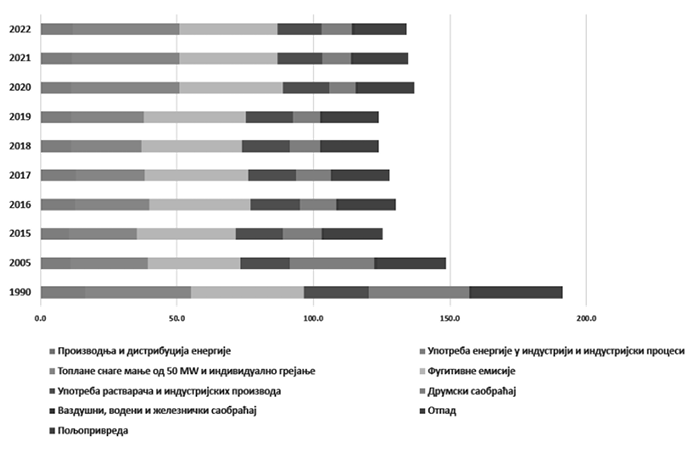 2022
2021
2020
2019
2018
2017
2016
2015
2005
1990
0.0 50.0 100.0 150.0 200.0
Производња и дистрибуција енергије Употреба енергије у индустрији и индустријски процеси
Топлане снаге мање од 50 MW и индивидуално грејање Фугитивне емисије
Употреба растварача и индустријских производа Друмски саобраћај
Ваздушни, водени и железнички саобраћај Отпад
Пољопривреда